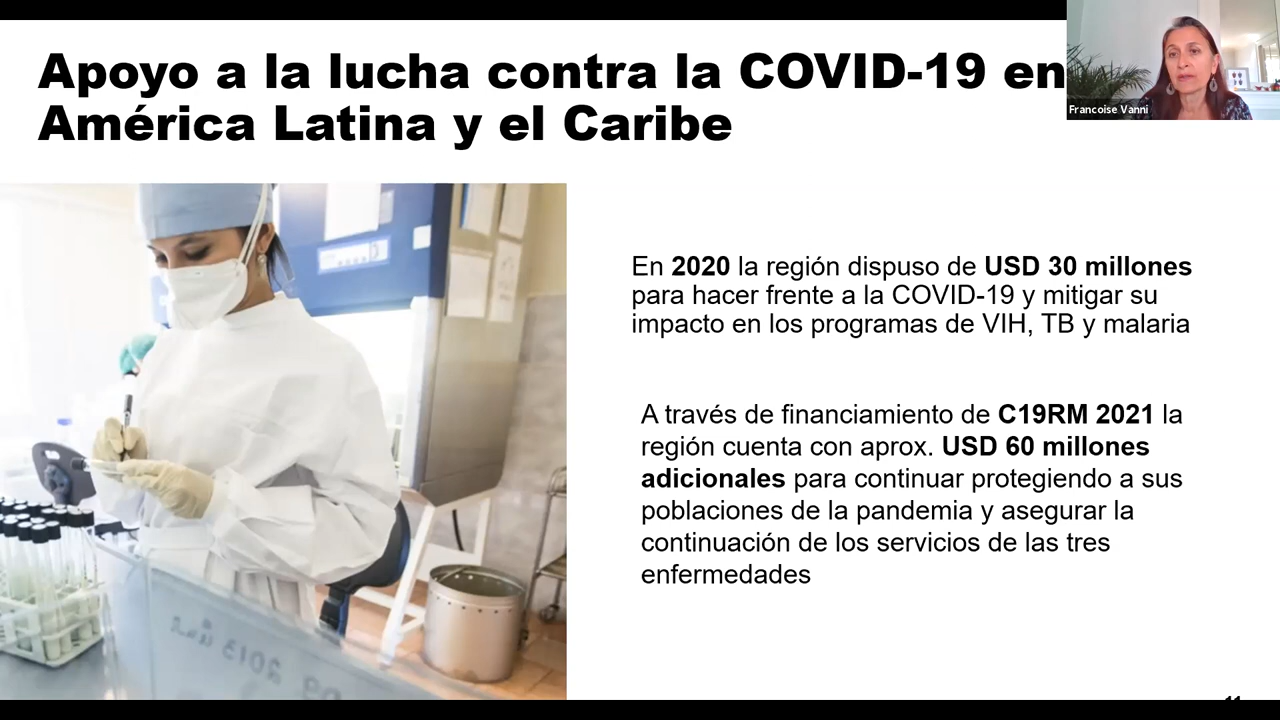 Apoyo a la lucha contra la COVID-19 en
América Latina y el Caribe
Francoise Vanni
En 2020 la región dispuso de USD 30 millones
para hacer frente a la COVID-19 y mitigar su
impacto en los programas de VIH, TB y malaria
A través de financiamiento de C19RM 2021 la
región cuenta con aprox. USD 60 millones
adicionales para continuar protegiendo a sus
poblaciones de la pandemia y asegurar la
continuación de los servicios de las tres
enfermedades